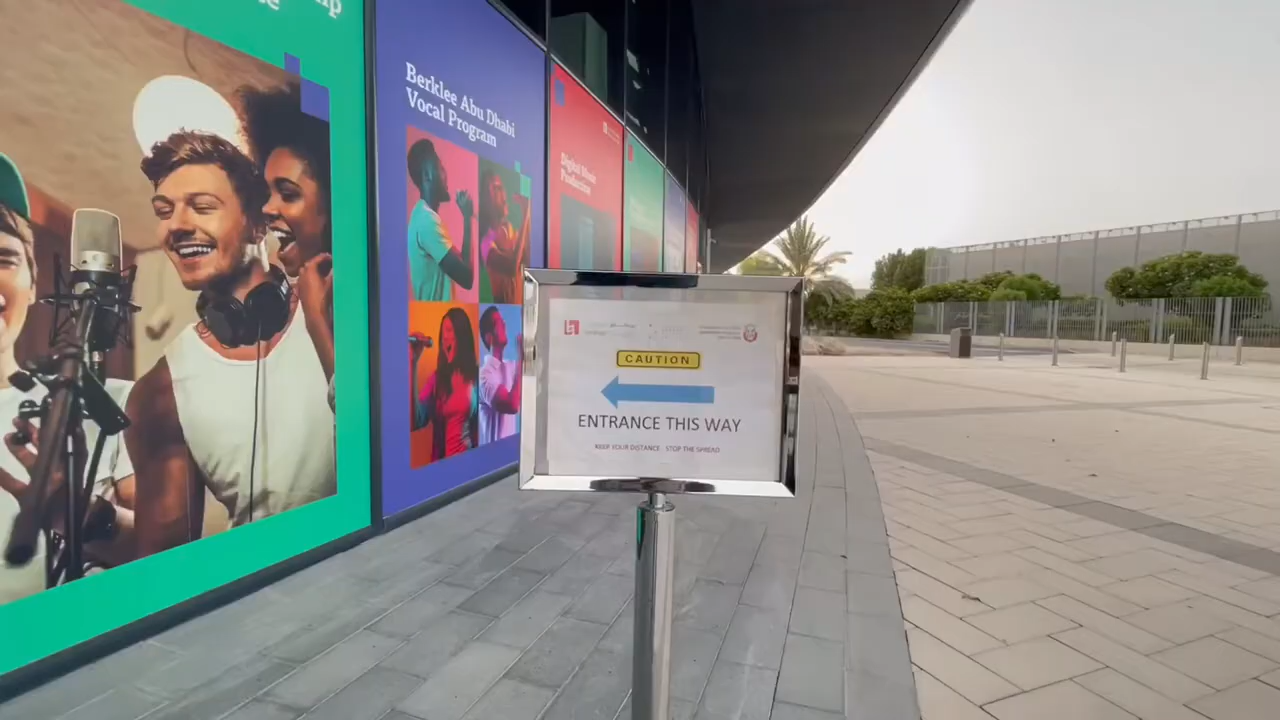 Berklee Abu Dhabi
Vocal Program
Digital Music
Production
CAUTION
ENTRANCE THIS WAY
KEEP YOUR DISTANCE STOP THE SPREAD